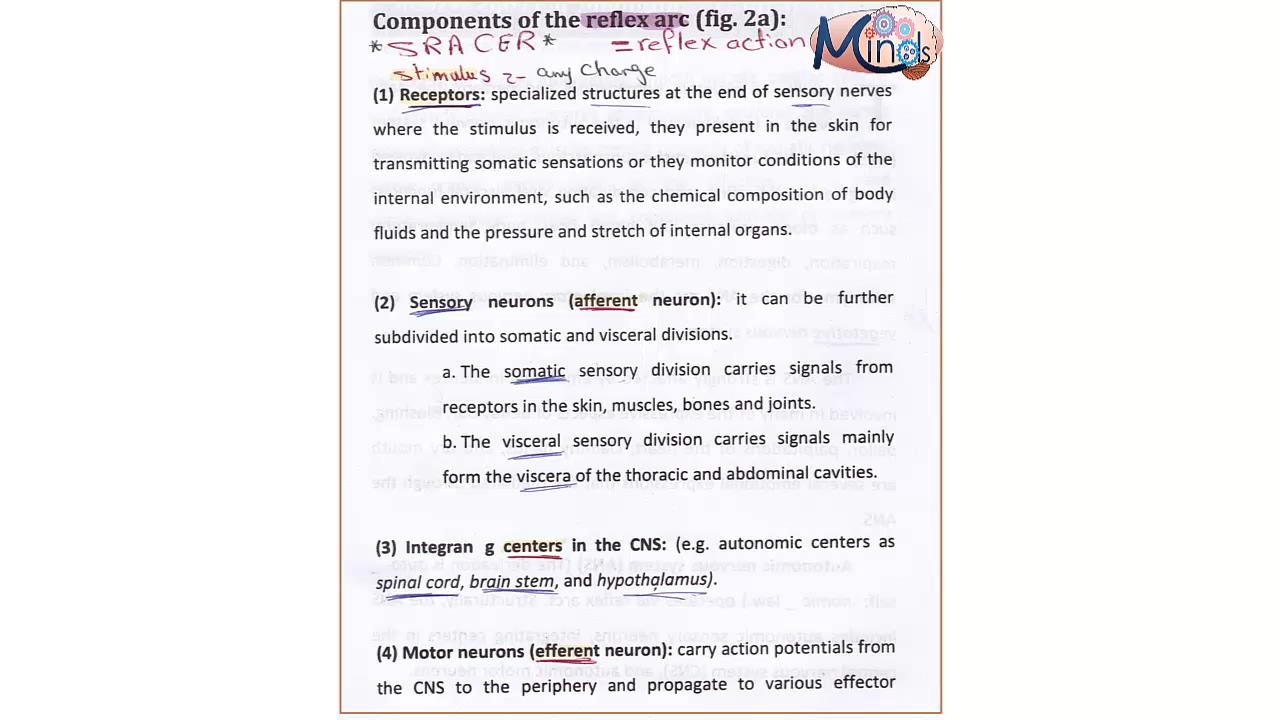 Components of the reflex arc (fig. 2a):
*SRACER* = reflex action
Minds
stimulus :- any Change
(1) Receptors: specialized structures at the end of sensory nerves
where the stimulus is received, they present in the skin for
transmitting somatic sensations or they monitor conditions of the
internal environment, such as the chemical composition of body
fluids and the pressure and stretch of internal organs.
(2) Sensory neurons (afferent neuron): it can be further
subdivided into somatic and visceral divisions.
a. The somatic sensory division carries signals from
receptors in the skin, muscles, bones and joints.
b. The visceral sensory division carries signals mainly
form the viscera of the thoracic and abdominal cavities.
(3) Integran g centers in the CNS: (e.g. autonomic centers as
spinal cord, brain stem, and hypothalamus).
(4) Motor neurons (efferent neuron): carry action potentials from
the CNS to the periphery and propagate to various effector